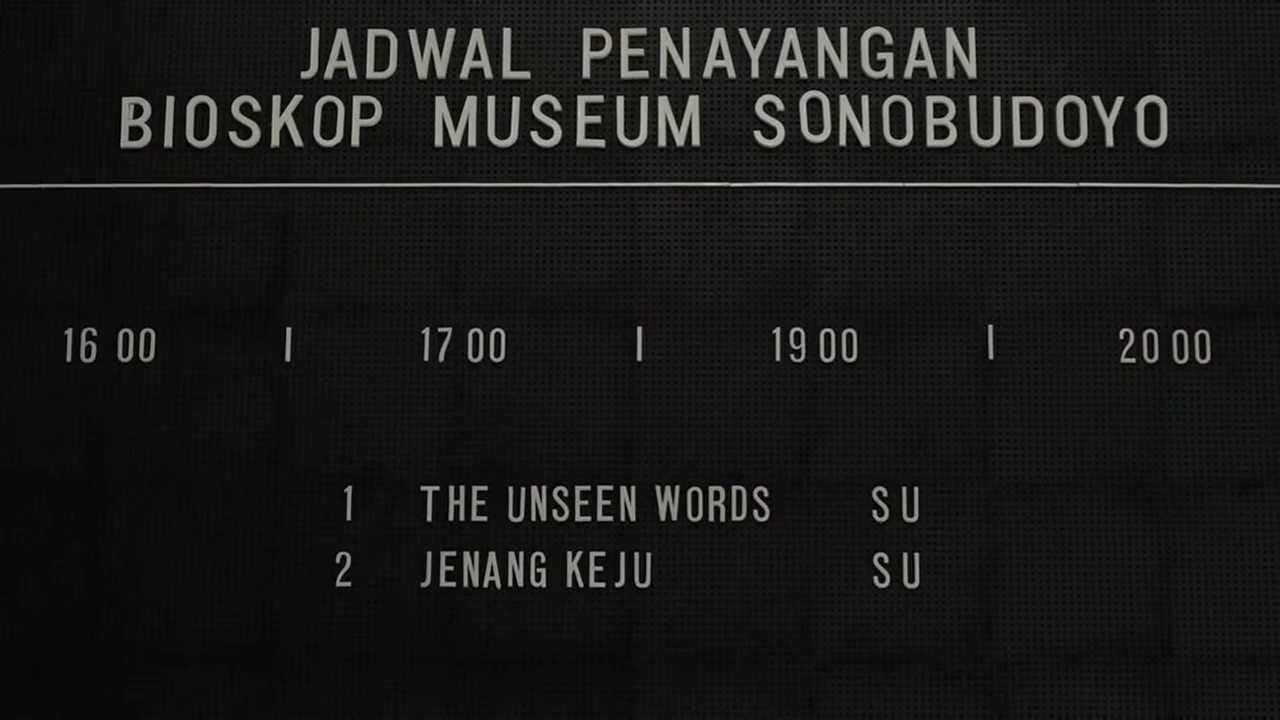 JADWAL PENAYANGAN
BIOSKOP MUSEUM SONOBUDOYO
16 00 | 17 00 | 19 00 | 20 00
1 THE UNSEEN WORDS SU
2 JENANG KEJU SU